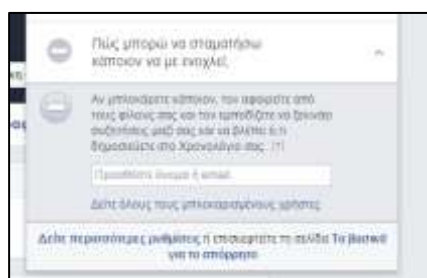 Πώς μπορώ να σταματήσω
κάποιον να με ενοχλεί;
Αν μπλοκάρετε κάποιον, τον αφαιρείτε από
τους φίλους σας και τον εμποδίζετε να ξεκινάει
συζητήσεις μαζί σας και να βλέπει ό,τι
δημοσιεύετε στο Χρονολόγιο σας. [?]
Προσθέστε όνομα ή email
Δείτε όλους τους μπλοκαρισμένους χρήστες.
Δείτε περισσότερες ρυθμίσεις ή επισκεφτείτε τη σελίδα Τα βασικά
για το απόρρητο